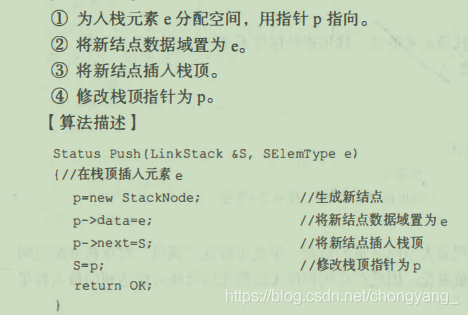 ① 为入栈元素 e 分配空间，用指针 p 指向。
② 将新结点数据域置为 e。
③ 将新结点插入栈顶。
④ 修改栈顶指针为 p。
【算法描述】
Status Push(LinkStack &S, SElemType e)
{//在栈顶插入元素 e
p=new StackNode; //生成新结点
p->data=e; //将新结点数据域置为 e
p->next=S; //将新结点插入栈顶
S=p; //修改栈顶指针为 p
return OK;
}
https://blog.csdn.net/chongyang_